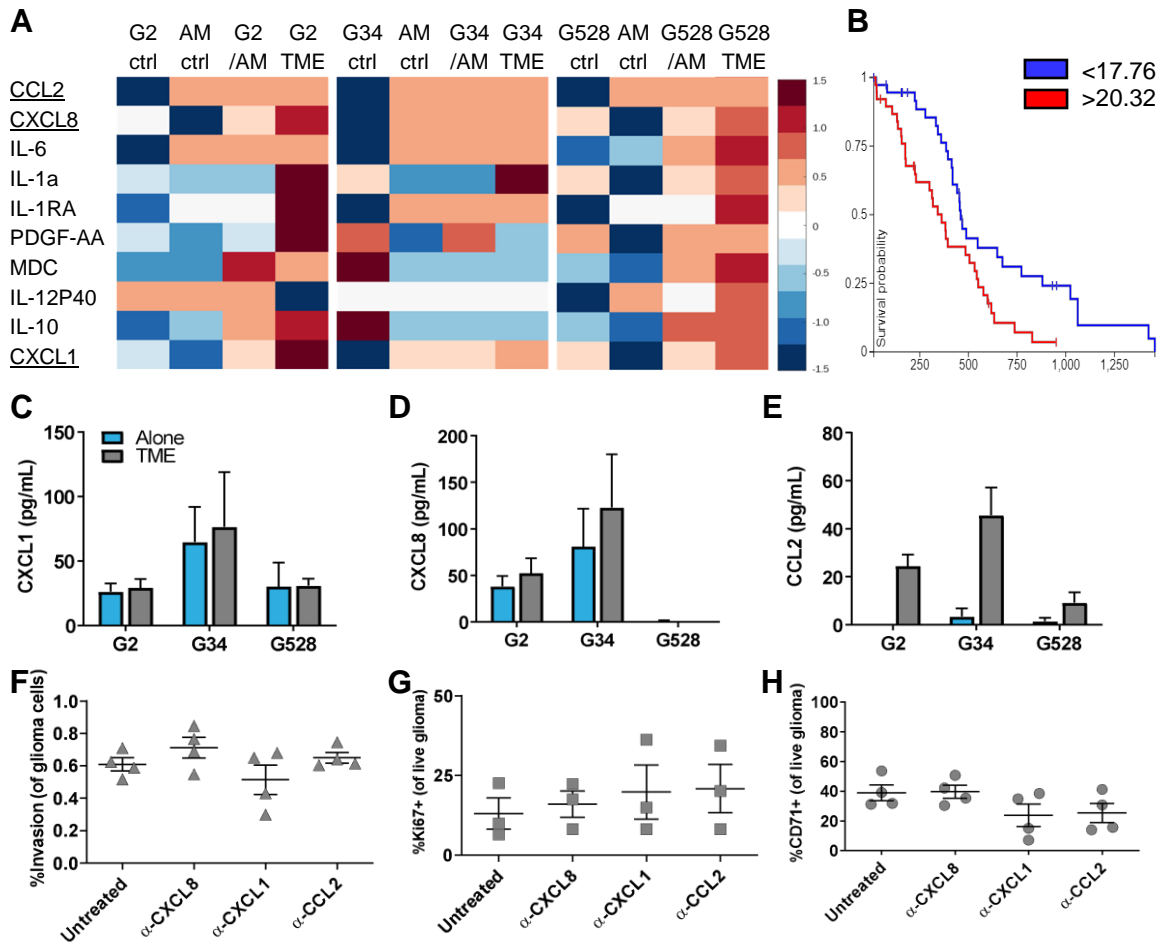 A
G2 AM G2 G2 G34 AM G34 G34 G528 AM G528 G528
ctrl ctrl /AM TME ctrl ctrl /AM TME ctrl ctrl /AM TME
CCL2
CXCL8
IL-6
IL-1a
IL-1RA
PDGF-AA
MDC
IL-12P40
IL-10
CXCL1
1.5
1.0
0.5
0
-0.5
-1.0
-1.5
B
<17.76
>20.32
1
0.75
0.5
0.25
0
Survival probability
250 500 750 1,000 1,250
C
CXCL1 (pg/mL)
150
100
50
0
Alone
TME
G2 G34 G528
D
CXCL8 (pg/mL)
200
150
100
50
0
G2 G34 G528
E
CCL2 (pg/mL)
80
60
40
20
0
G2 G34 G528
F
%Invasion (of glioma cells)
1.0
0.8
0.6
0.4
0.2
0.0
Untreated
α-CXCL8
α-CXCL1
α-CCL2
G
%Ki67+ (of live glioma)
50
25
0
Untreated
α-CXCL8
α-CXCL1
α-CCL2
H
%CD71+ (of live glioma)
100
80
60
40
20
0
Untreated
α-CXCL8
α-CXCL1
α-CCL2